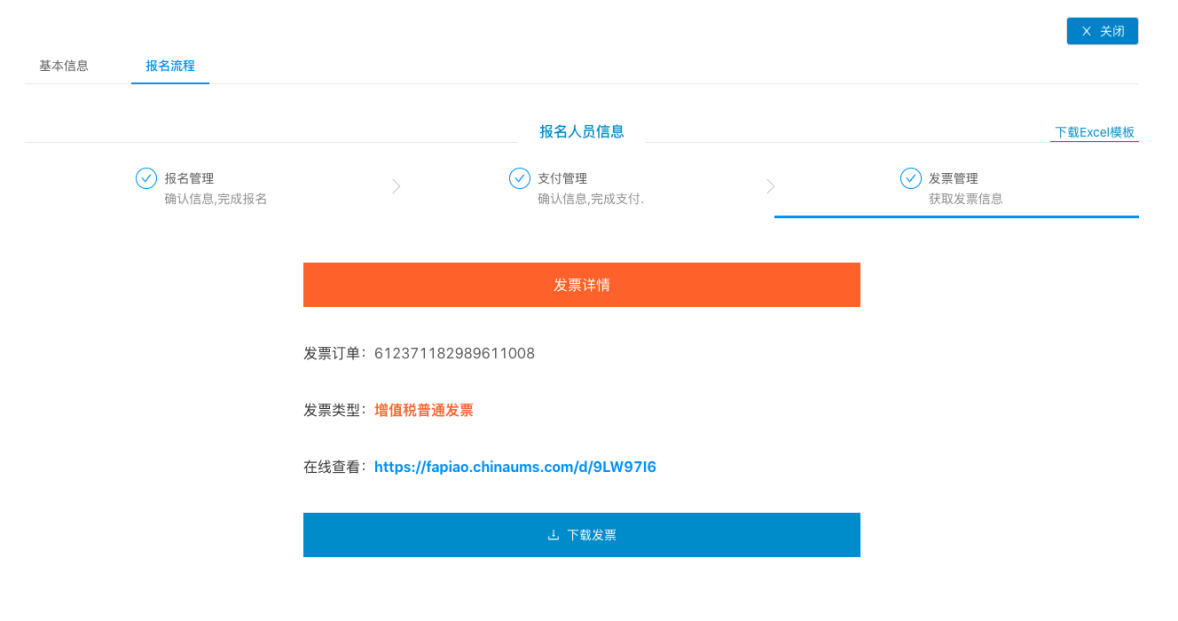 X 关闭
基本信息 报名流程
报名人员信息
下载Excel模板
报名管理
确认信息,完成报名
支付管理
确认信息,完成支付.
发票管理
获取发票信息
发票详情
发票订单：612371182989611008
发票类型：增值税普通发票
在线查看：https://fapiao.chinaums.com/d/9LW97I6
下载发票